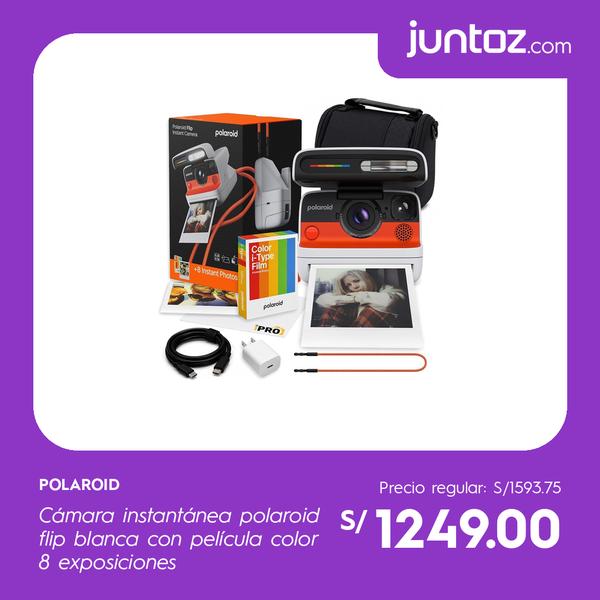 juntoz.com
Polaroid Flip
Instant Camera
polaroid
+8 Instant Photos
Color
i-Type
Film
polaroid
PRO
polaroid
POLAROID
Cámara instantánea polaroid
flip blanca con película color
8 exposiciones
Precio regular: S/1593.75
S/ 1249.00